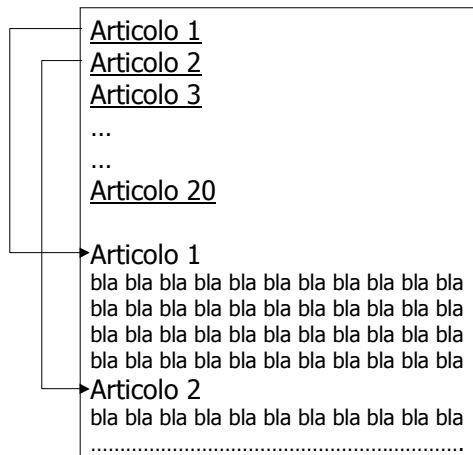 Articolo 1
Articolo 2
Articolo 3
...
...
Articolo 20
Articolo 1
bla bla bla bla bla bla bla bla bla bla bla
bla bla bla bla bla bla bla bla bla bla bla
bla bla bla bla bla bla bla bla bla bla bla
bla bla bla bla bla bla bla bla bla bla bla
Articolo 2
bla bla bla bla bla bla bla bla bla bla bla
...............................................................